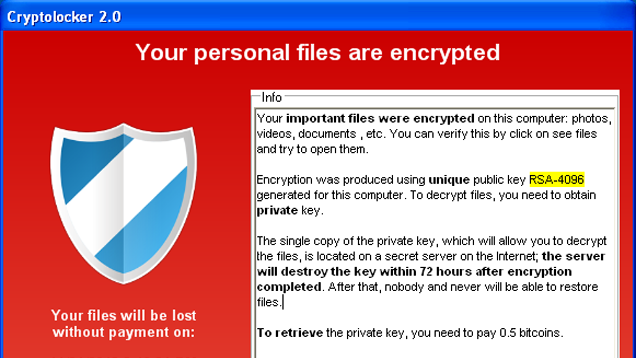 Cryptolocker 2.0
Your personal files are encrypted
Info
Your important files were encrypted on this computer: photos,
videos, documents , etc. You can verify this by click on see files
and try to open them.
Encryption was produced using unique public key RSA-4096
generated for this computer. To decrypt files, you need to obtain
private key.
The single copy of the private key, which will allow you to decrypt
the files, is located on a secret server on the Internet; the server
will destroy the key within 72 hours after encryption
completed. After that, nobody and never will be able to restore
files.
To retrieve the private key, you need to pay 0.5 bitcoins.
Your files will be lost
without payment on: